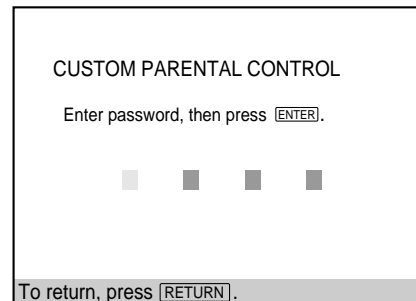 CUSTOM PARENTAL CONTROL
Enter password, then press ENTER.
To return, press RETURN.